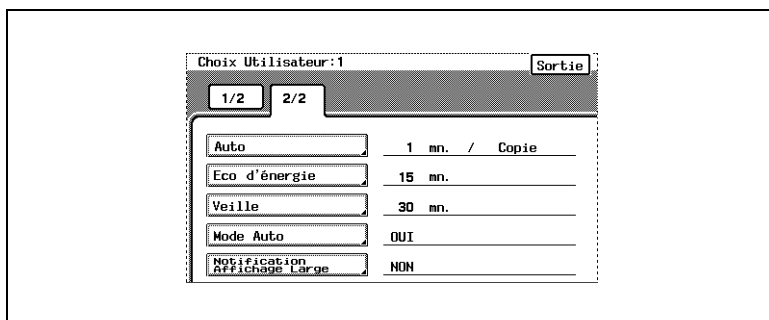 Choix Utilisateur:1
Sortie
1/2 2/2
Auto 1 mn. / Copie
Eco d'énergie 15 mn.
Veille 30 mn.
Mode Auto OUI
Notification
Affichage Large NON